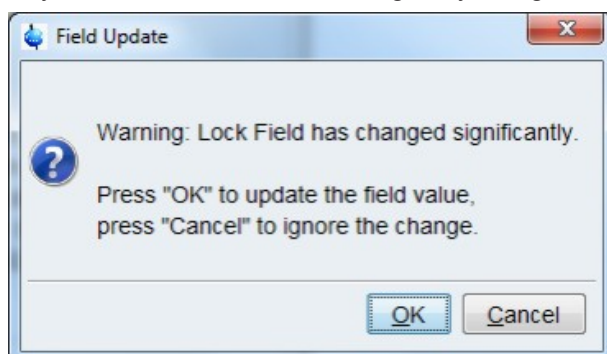 Field Update
Warning: Lock Field has changed significantly.
Press "OK" to update the field value,
press "Cancel" to ignore the change.
OK
Cancel